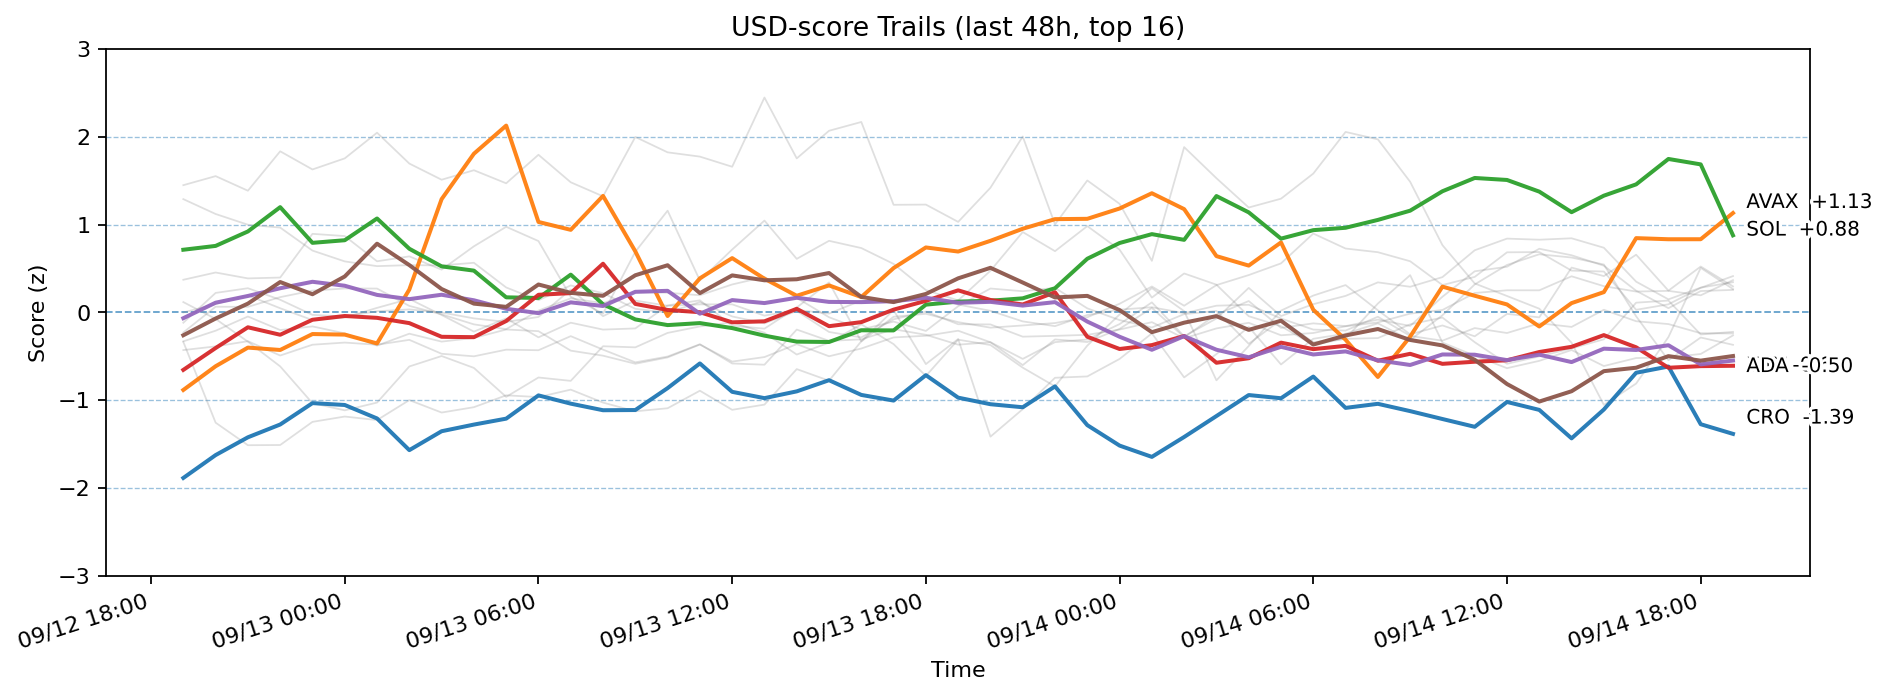 USD-score Trails (last 48h, top 16)
Score (z)
3
2
1
0
−1
−2
−3
AVAX +1.13
SOL +0.88
ADA
CRO -1.39
09/12 18:00
09/13 00:00
09/13 06:00
09/13 12:00
09/13 18:00
09/14 00:00
09/14 06:00
09/14 12:00
09/14 18:00
Time